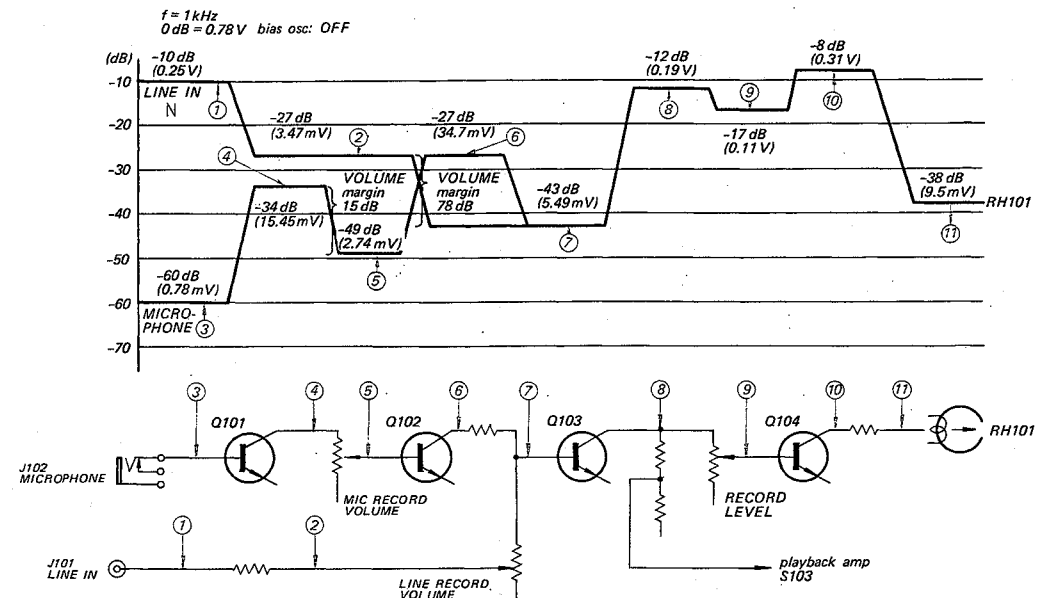 f = 1 kHz
0 dB = 0.78 V bias osc: OFF
(dB)
-10 dB
(0.25 V)
-12 dB
(0.19 V)
-8 dB
(0.31 V)
-10
LINE IN
N
1
8
9
10
-20
-27 dB
(3.47 mV)
2
-27 dB
(34.7 mV)
6
-17 dB
(0.11 V)
4
-30
VOLUME
margin
15 dB
VOLUME
margin
78 dB
-43 dB
(5.49 mV)
-38 dB
(9.5 mV)
RH101
-34 dB
(15.45 mV)
-40
-49 dB
(2.74 mV)
7
11
-50
5
-60 dB
(0.78 mV)
-60
MICRO-
PHONE
3
-70
3
4
5
6
7
8
9
10
11
Q101
Q102
Q103
Q104
RH101
J102
MICROPHONE
MIC RECORD
VOLUME
RECORD
LEVEL
1
2
J101
LINE IN
LINE RECORD
VOLUME
playback amp
S103